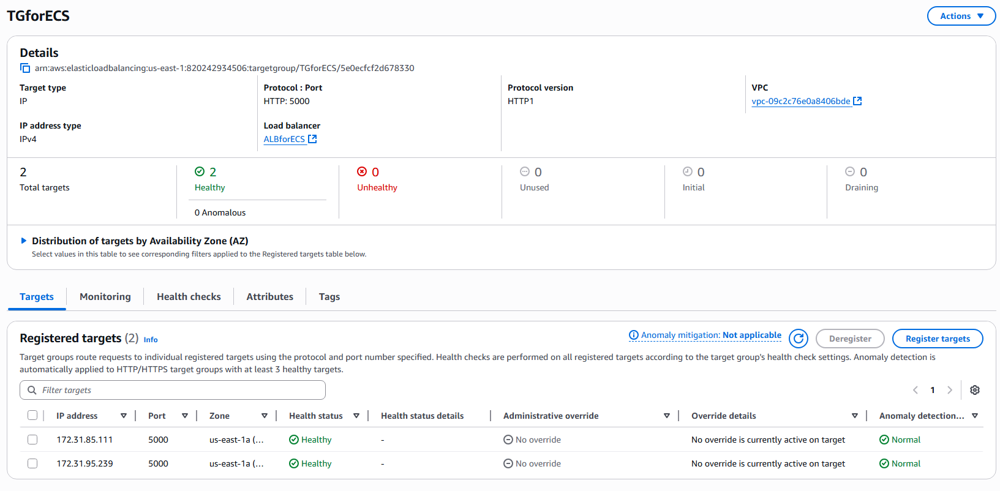 TGforECS
Actions
Details
arn:aws:elasticloadbalancing:us-east-1:820242934506:targetgroup/TGforECS/5e0ecfcf2d678330
Target type
IP
Protocol : Port
HTTP: 5000
Protocol version
HTTP1
VPC
vpc-09c2c76e0a8406bde
IP address type
IPv4
Load balancer
ALBforECS
2
Total targets
2
Healthy
0 Anomalous
0
Unhealthy
0
Unused
0
Initial
0
Draining
Distribution of targets by Availability Zone (AZ)
Select values in this table to see corresponding filters applied to the Registered targets table below.
Targets
Monitoring
Health checks
Attributes
Tags
Registered targets (2) Info
Anomaly mitigation: Not applicable
Deregister
Register targets
Target groups route requests to individual registered targets using the protocol and port number specified. Health checks are performed on all registered targets according to the target group's health check settings. Anomaly detection is
automatically applied to HTTP/HTTPS target groups with at least 3 healthy targets.
Filter targets
1
IP address Port Zone Health status Health status details Administrative override Override details Anomaly detection...
172.31.85.111 5000 us-east-1a (... Healthy - No override No override is currently active on target Normal
172.31.95.239 5000 us-east-1a (... Healthy - No override No override is currently active on target Normal